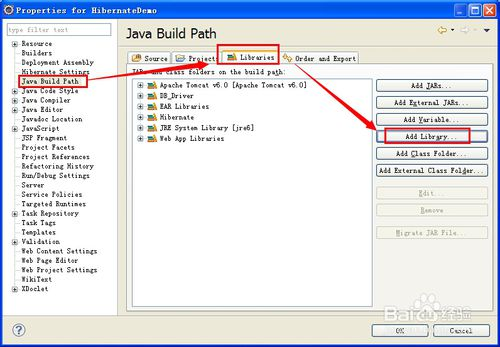 Properties for HibernateDemo
type filter text
Resource
Builders
Deployment Assembly
Hibernate Settings
Java Build Path
Java Code Style
Java Compiler
Java Editor
Javadoc Location
JavaScript
JSP Fragment
Project Facets
Project References
Refactoring History
Run/Debug Settings
Server
Service Policies
Targeted Runtimes
Task Repository
Task Tags
Templates
Validation
Web Content Settings
Web Page Editor
Web Project Settings
WikiText
XDoclet
Java Build Path
Source
Projects
Libraries
Order and Export
JARs and class folders on the build path:
Apache Tomcat v6.0 [Apache Tomcat v6.0]
DB_Driver
EAR Libraries
Hibernate
JRE System Library [jre6]
Web App Libraries
Add JARs...
Add External JARs...
Add Variable...
Add Library...
Add Class Folder...
Add External Class Folder...
Edit...
Remove
Migrate JAR File...
OK
Cancel
Baidu 经验